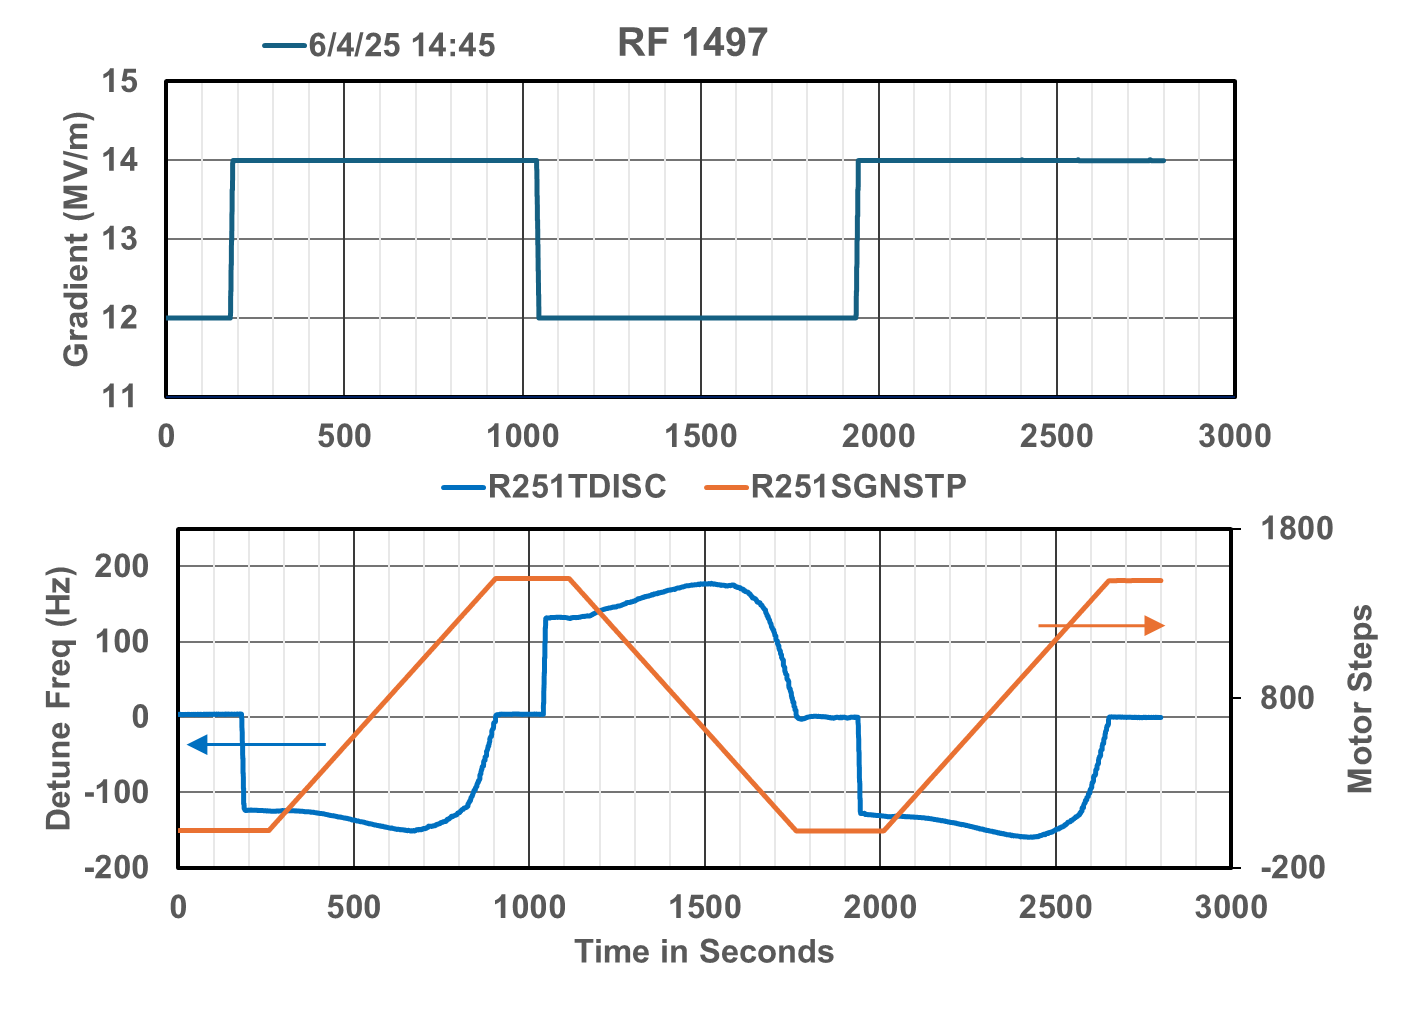 6/4/25 14:45 RF 1497
15
14
13
12
11
Gradient (MV/m)
0 500 1000 1500 2000 2500 3000
R251TDISC R251SGNSTP
200
100
0
-100
-200
Detune Freq (Hz)
1800
800
-200
Motor Steps
0 500 1000 1500 2000 2500 3000
Time in Seconds